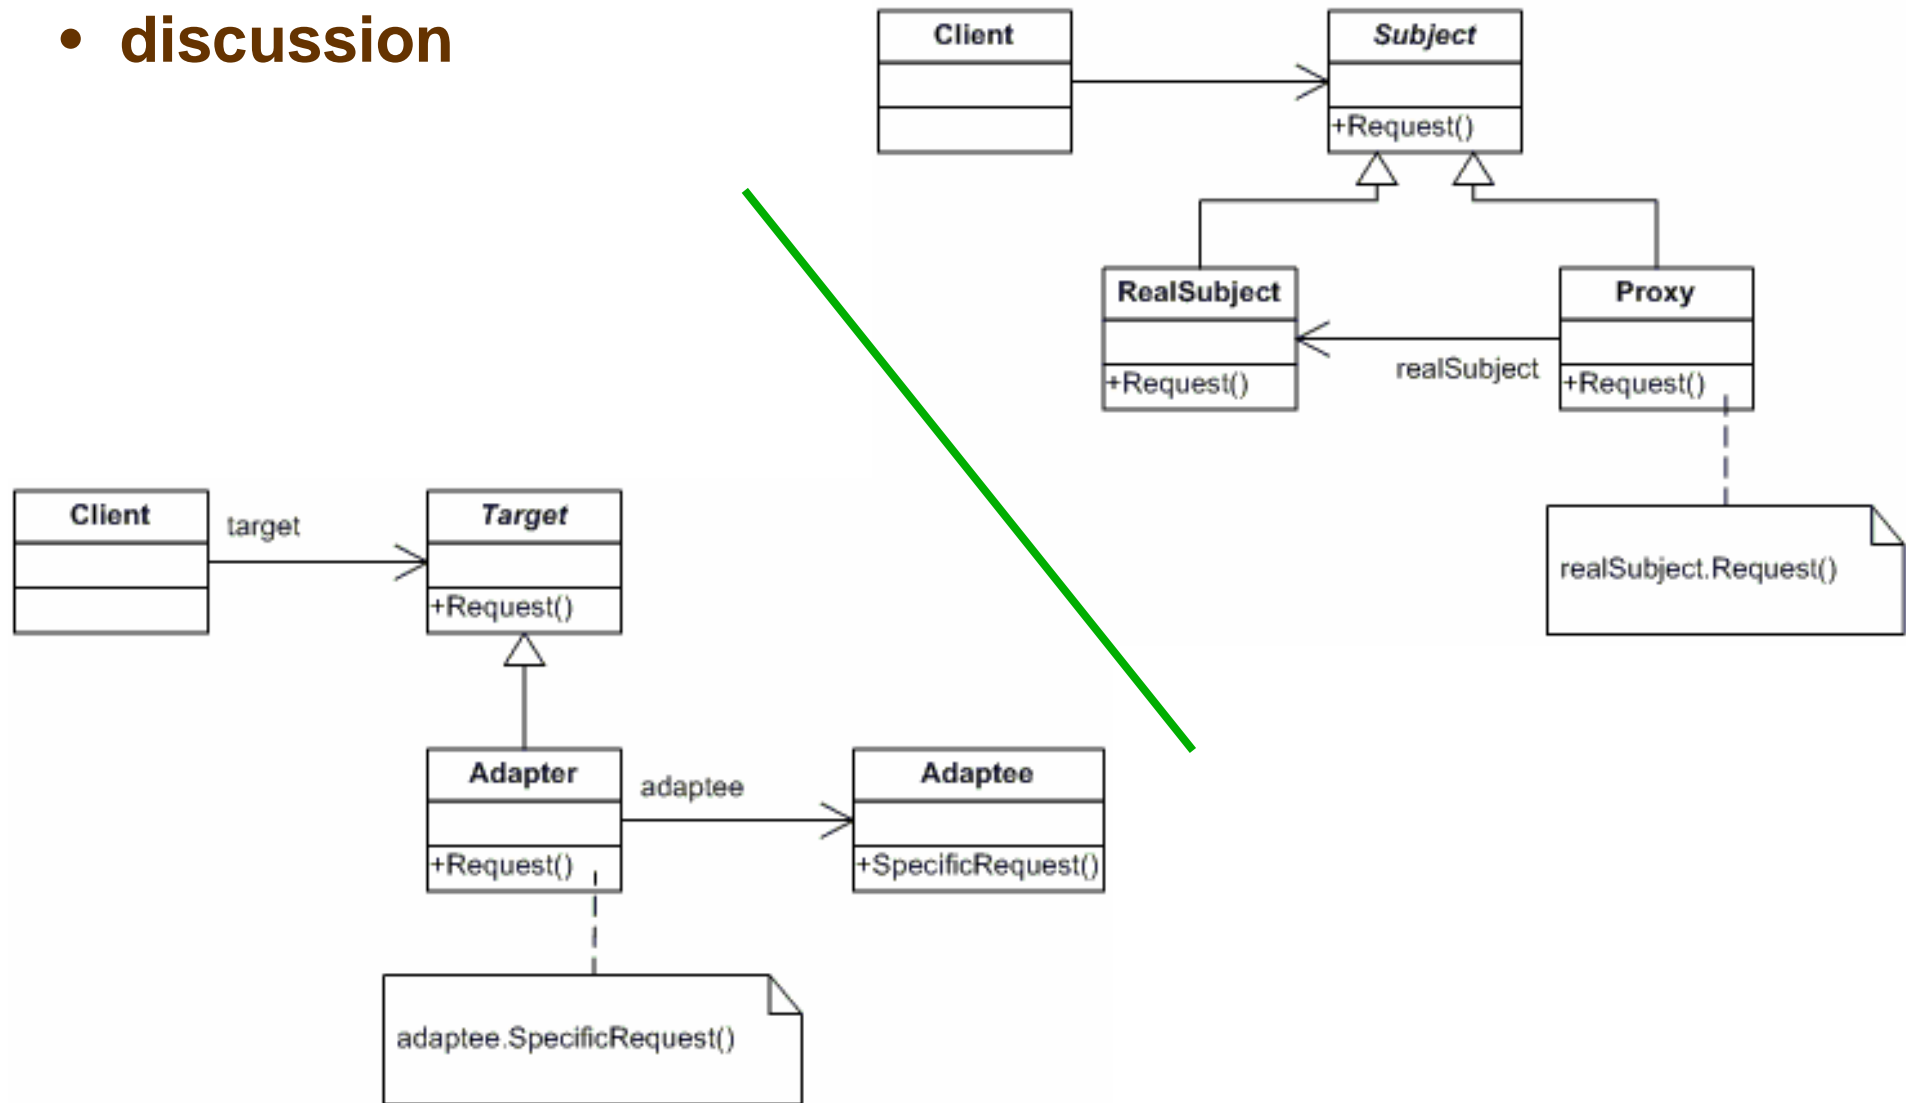 • discussion
Client
Subject
+Request()
RealSubject
+Request()
realSubject
Proxy
+Request()
realSubject.Request()
Client
target
Target
+Request()
Adapter
+Request()
adaptee
Adaptee
+SpecificRequest()
adaptee.SpecificRequest()